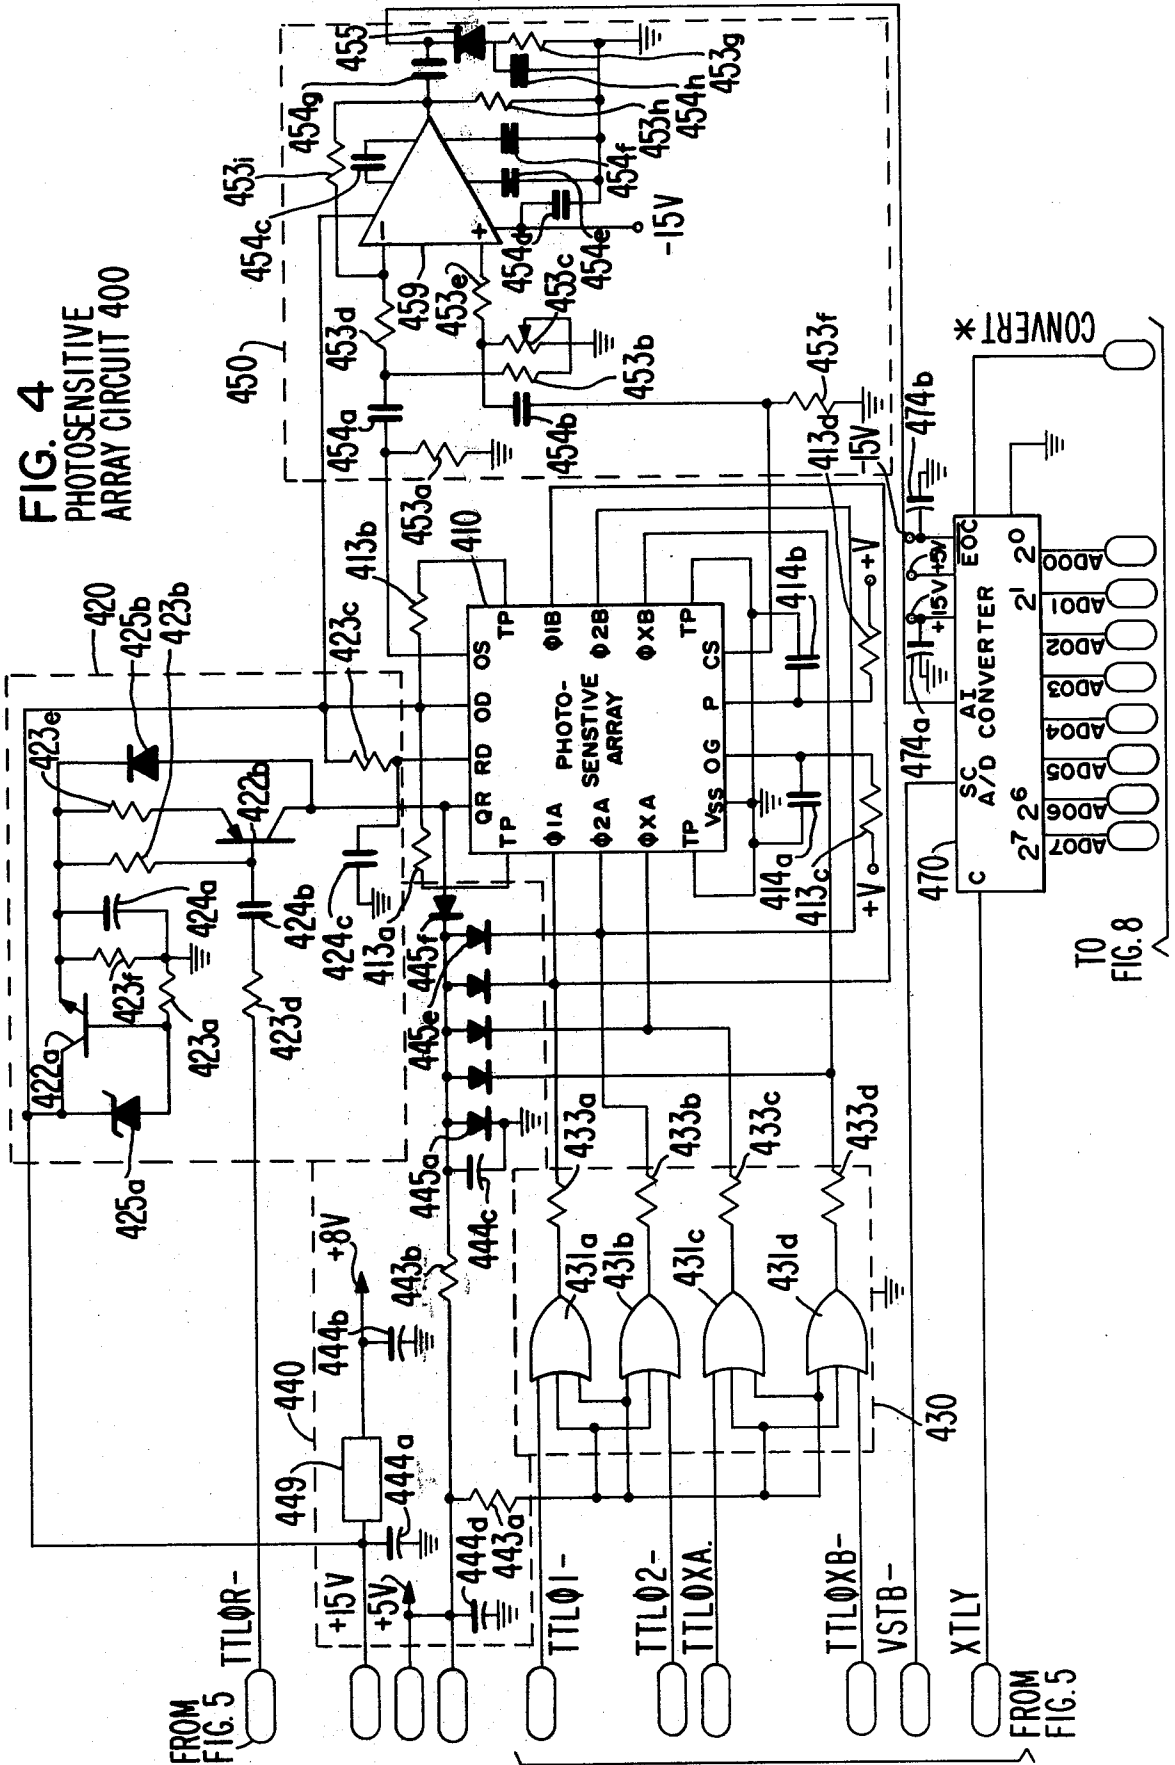 FIG. 4
PHOTOSENSITIVE
ARRAY CIRCUIT 400
FROM
FIG. 5
TTLΦR-
+15V
+5V
TTLΦ1-
TTLΦ2-
TTLΦXA.
TTLΦXB-
VSTB-
XTLY
FROM
FIG. 5
420
425b
423b
423e
422b
424a
424b
423f
423a
423d
422a
425a
423c
424c
440
449
444a
444b
+8V
443b
444d
443a
444c
445a
445e
445f
413a
413b
410
TP
QR
RD
OD
OS
TP
Φ1A
Φ2A
ΦXA
TP
PHOTO-
SENSTIVE
ARRAY
Φ1B
Φ2B
ΦXB
TP
VSS
OG
P
CS
414a
413c
+V
414b
413d
+V
433a
433b
433c
433d
431a
431b
431c
431d
430
450
454c
453i
454g
455
453g
454h
453h
454f
454e
454d
-15V
459
453d
453e
453c
453b
454a
454b
453a
453f
470
C
SC
AI
EOC
A/D CONVERTER
2⁷
2⁶
2¹
2⁰
474a
+15V
+5V
-15V
474b
CONVERT*
ADO7
ADO6
ADO5
ADO4
ADO3
ADO2
ADO1
ADO0
TO
FIG. 8